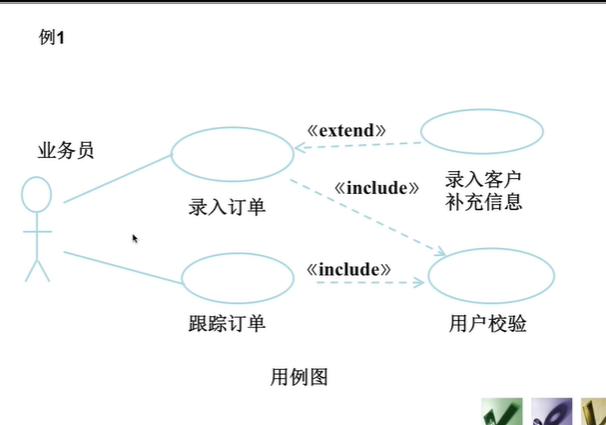 例1
业务员
《extend》
录入客户
补充信息
《include》
录入订单
《include》
跟踪订单
用户校验
用例图